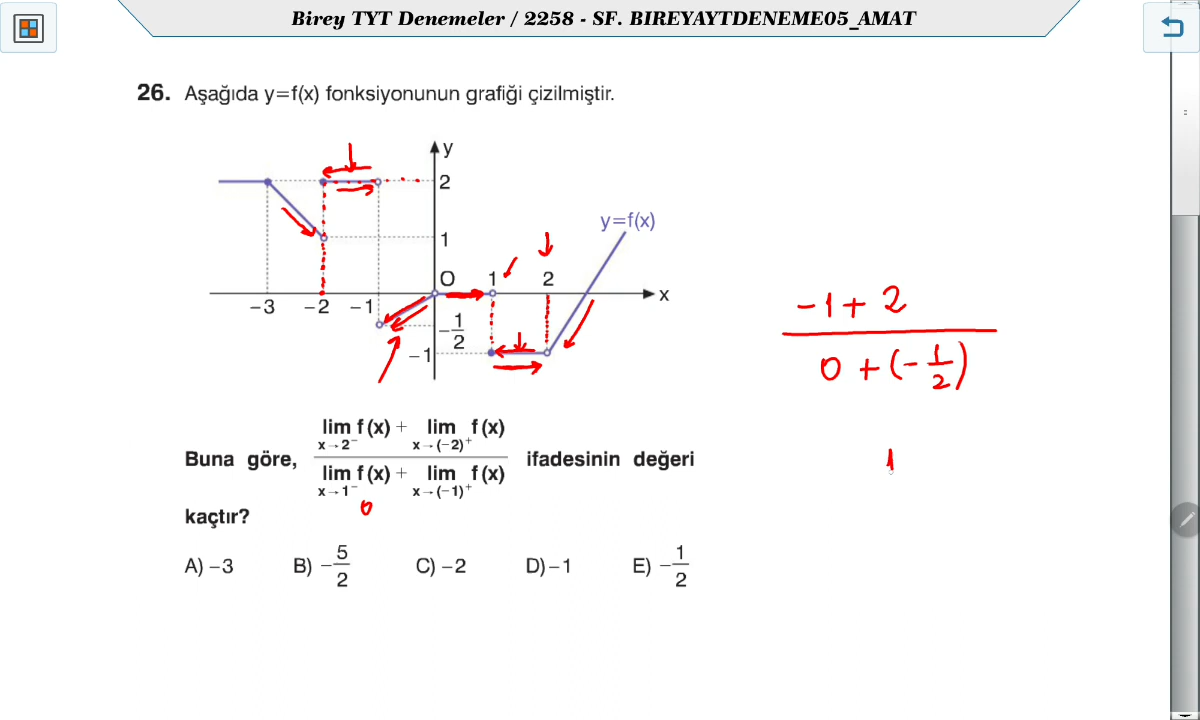 Birey TYT Denemeler / 2258 - SF. BIREYAYTDENEME05_AMAT
26. Aşağıda y=f(x) fonksiyonunun grafiği çizilmiştir.
y
2
1
y=f(x)
O 1 2
x
−3 −2 −1
−1/2
−1
−1 + 2
0 + (−1/2)
1
lim f(x) + lim f(x)
x→2⁻ x→(−2)⁺
Buna göre, ifadesinin değeri
lim f(x) + lim f(x)
x→1⁻ x→(−1)⁺
0
kaçtır?
A) −3 B) −5/2 C) −2 D) −1 E) −1/2